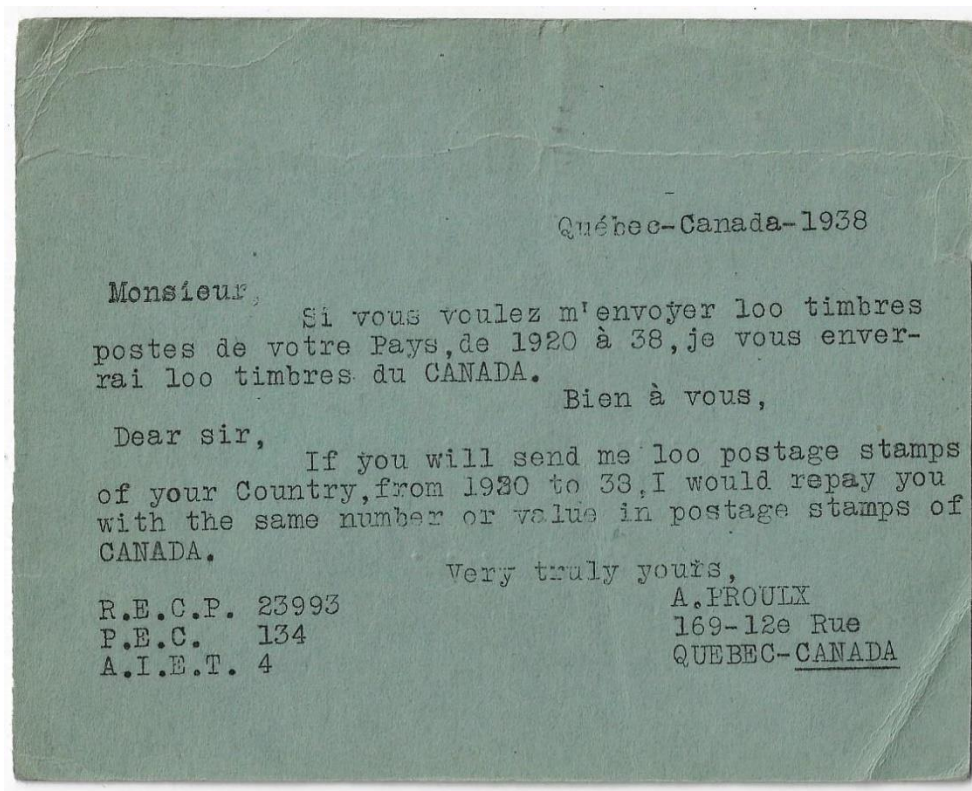 Québec-Canada-1938
Monsieur,
Si vous voulez m'envoyer loo timbres
postes de votre Pays,de 1920 à 38,je vous enver-
rai loo timbres du CANADA.
Bien à vous,
Dear sir,
If you will send me loo postage stamps
of your Country,from 1920 to 38,I would repay you
with the same number or value in postage stamps of
CANADA.
Very truly yours,
R.E.C.P. 23993
P.E.C. 134
A.I.E.T. 4
A.PROULX
169-12e Rue
QUEBEC-CANADA